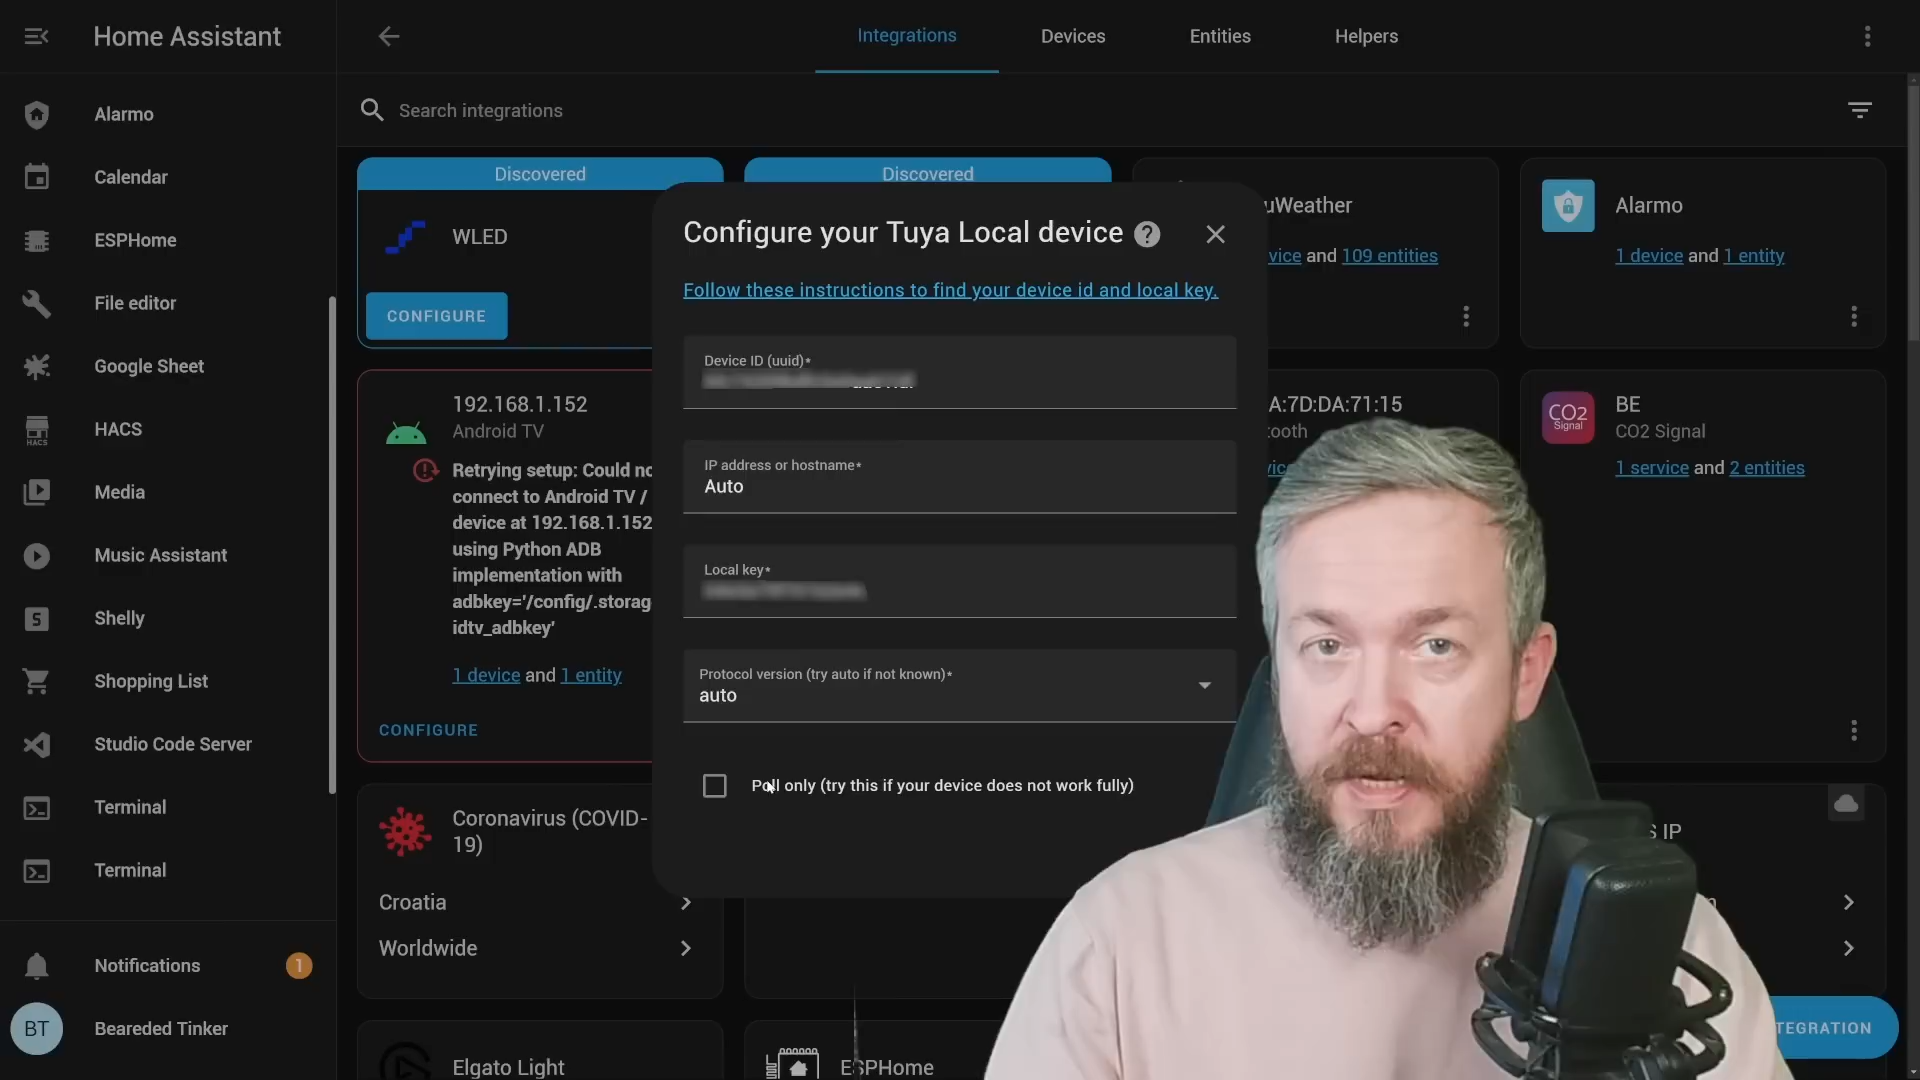 Home Assistant
Integrations
Devices
Entities
Helpers
Search integrations
Alarmo
Calendar
ESPHome
File editor
Google Sheet
HACS
HACS
Media
Music Assistant
Shelly
Shopping List
Studio Code Server
Terminal
Terminal
Notifications
1
BT
Bearded Tinker
Discovered
WLED
CONFIGURE
Discovered
uWeather
vice and 109 entities
Alarmo
1 device and 1 entity
192.168.1.152
Android TV
Retrying setup: Could no
connect to Android TV /
device at 192.168.1.152
using Python ADB
implementation with
adbkey='/config/.storag
idtv_adbkey'
1 device and 1 entity
CONFIGURE
Configure your Tuya Local device
Follow these instructions to find your device id and local key.
Device ID (uuid)*
IP address or hostname*
Auto
Local key*
Protocol version (try auto if not known)*
auto
Poll only (try this if your device does not work fully)
A:7D:DA:71:15
tooth
CO2
Signal
BE
CO2 Signal
1 service and 2 entities
Coronavirus (COVID-
19)
Croatia
Worldwide
S IP
Elgato Light
ESPHome
TEGRATION